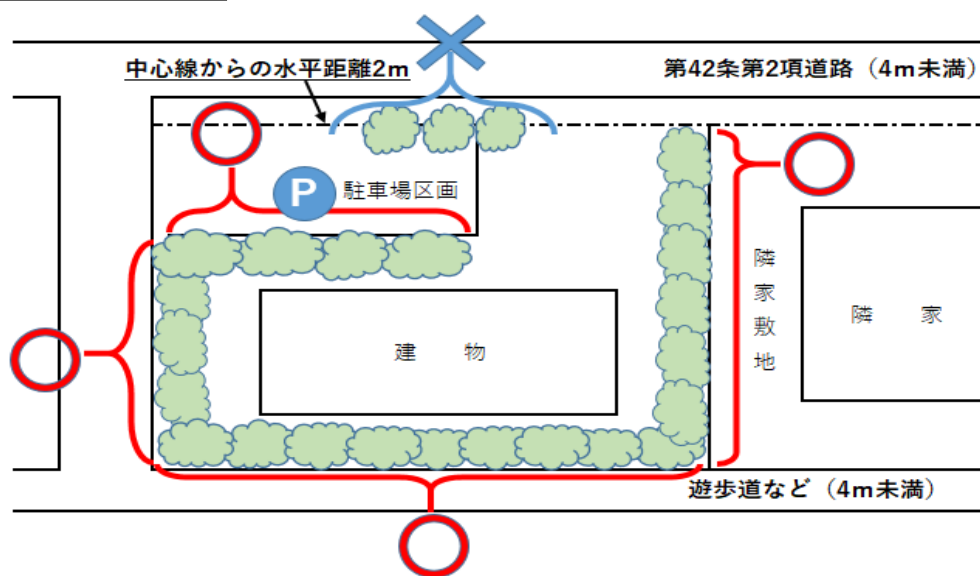 中心線からの水平距離2m
第42条第2項道路（4m未満）
P
駐車場区画
隣家敷地
建　物
隣　家
遊歩道など（4m未満）